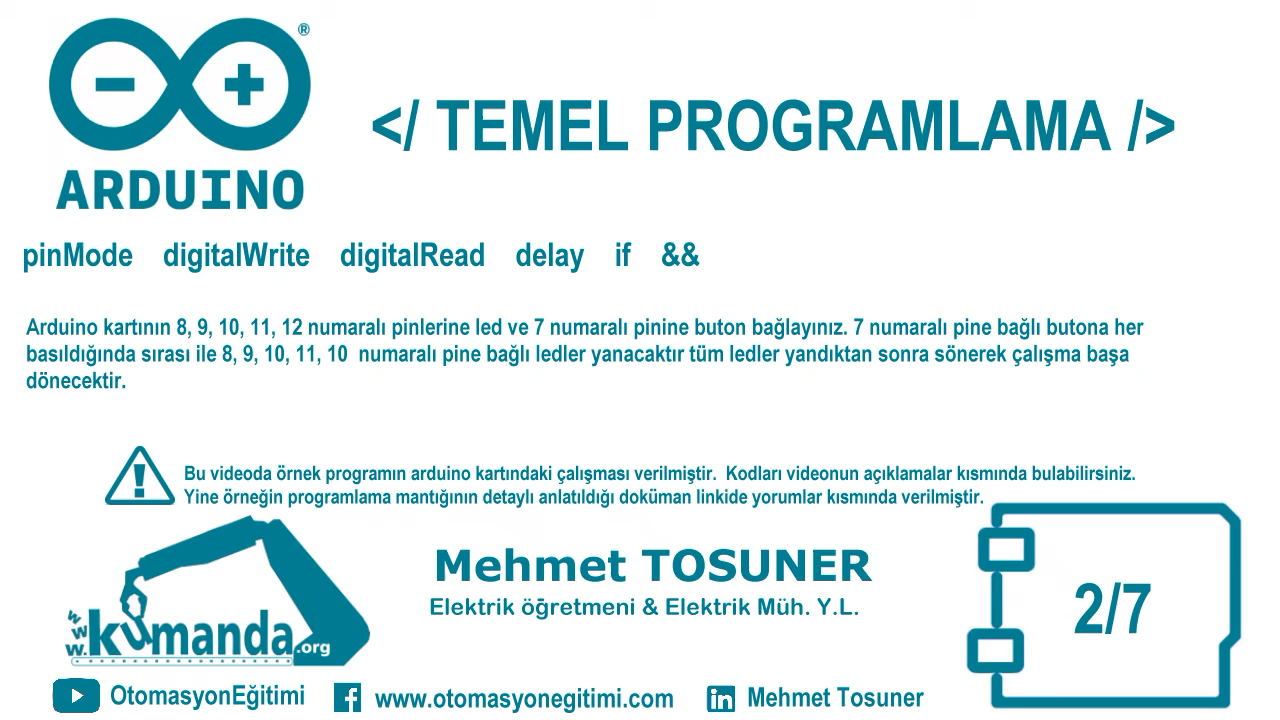 ®
ARDUINO
</ TEMEL PROGRAMLAMA />
pinMode digitalWrite digitalRead delay if &&
Arduino kartının 8, 9, 10, 11, 12 numaralı pinlerine led ve 7 numaralı pinine buton bağlayınız. 7 numaralı pine bağlı butona her
basıldığında sırası ile 8, 9, 10, 11, 10 numaralı pine bağlı ledler yanacaktır tüm ledler yandıktan sonra sönerek çalışma başa
dönecektir.
Bu videoda örnek programın arduino kartındaki çalışması verilmiştir. Kodları videonun açıklamalar kısmında bulabilirsiniz.
Yine örneğin programlama mantığının detaylı anlatıldığı doküman linkide yorumlar kısmında verilmiştir.
Mehmet TOSUNER
Elektrik öğretmeni & Elektrik Müh. Y.L.
2/7
www.kumanda.org
OtomasyonEğitimi www.otomasyonegitimi.com Mehmet Tosuner